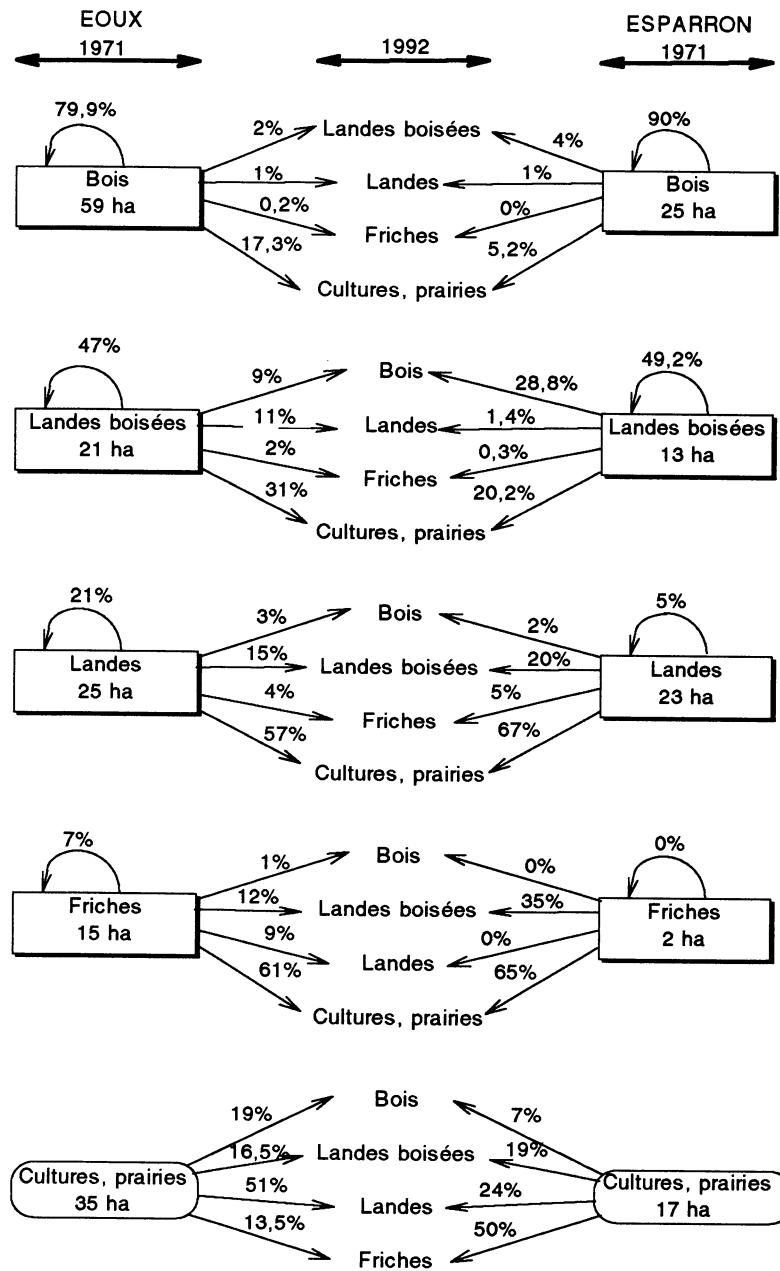 EOUX
ESPARRON
1971
1992
1971
79,9%
2%
Landes boisées
4%
90%
Bois
59 ha
1%
Landes
1%
Bois
25 ha
0,2%
Friches
0%
17,3%
Cultures, prairies
5,2%
47%
9%
Bois
28,8%
49,2%
Landes boisées
21 ha
11%
Landes
1,4%
Landes boisées
13 ha
2%
Friches
0,3%
31%
Cultures, prairies
20,2%
21%
3%
Bois
2%
5%
Landes
25 ha
15%
Landes boisées
20%
Landes
23 ha
4%
Friches
5%
57%
Cultures, prairies
67%
7%
1%
Bois
0%
0%
Friches
15 ha
12%
Landes boisées
35%
Friches
2 ha
9%
Landes
0%
61%
Cultures, prairies
65%
19%
Bois
7%
Cultures, prairies
35 ha
16,5%
Landes boisées
19%
Cultures, prairies
17 ha
51%
Landes
24%
13,5%
Friches
50%